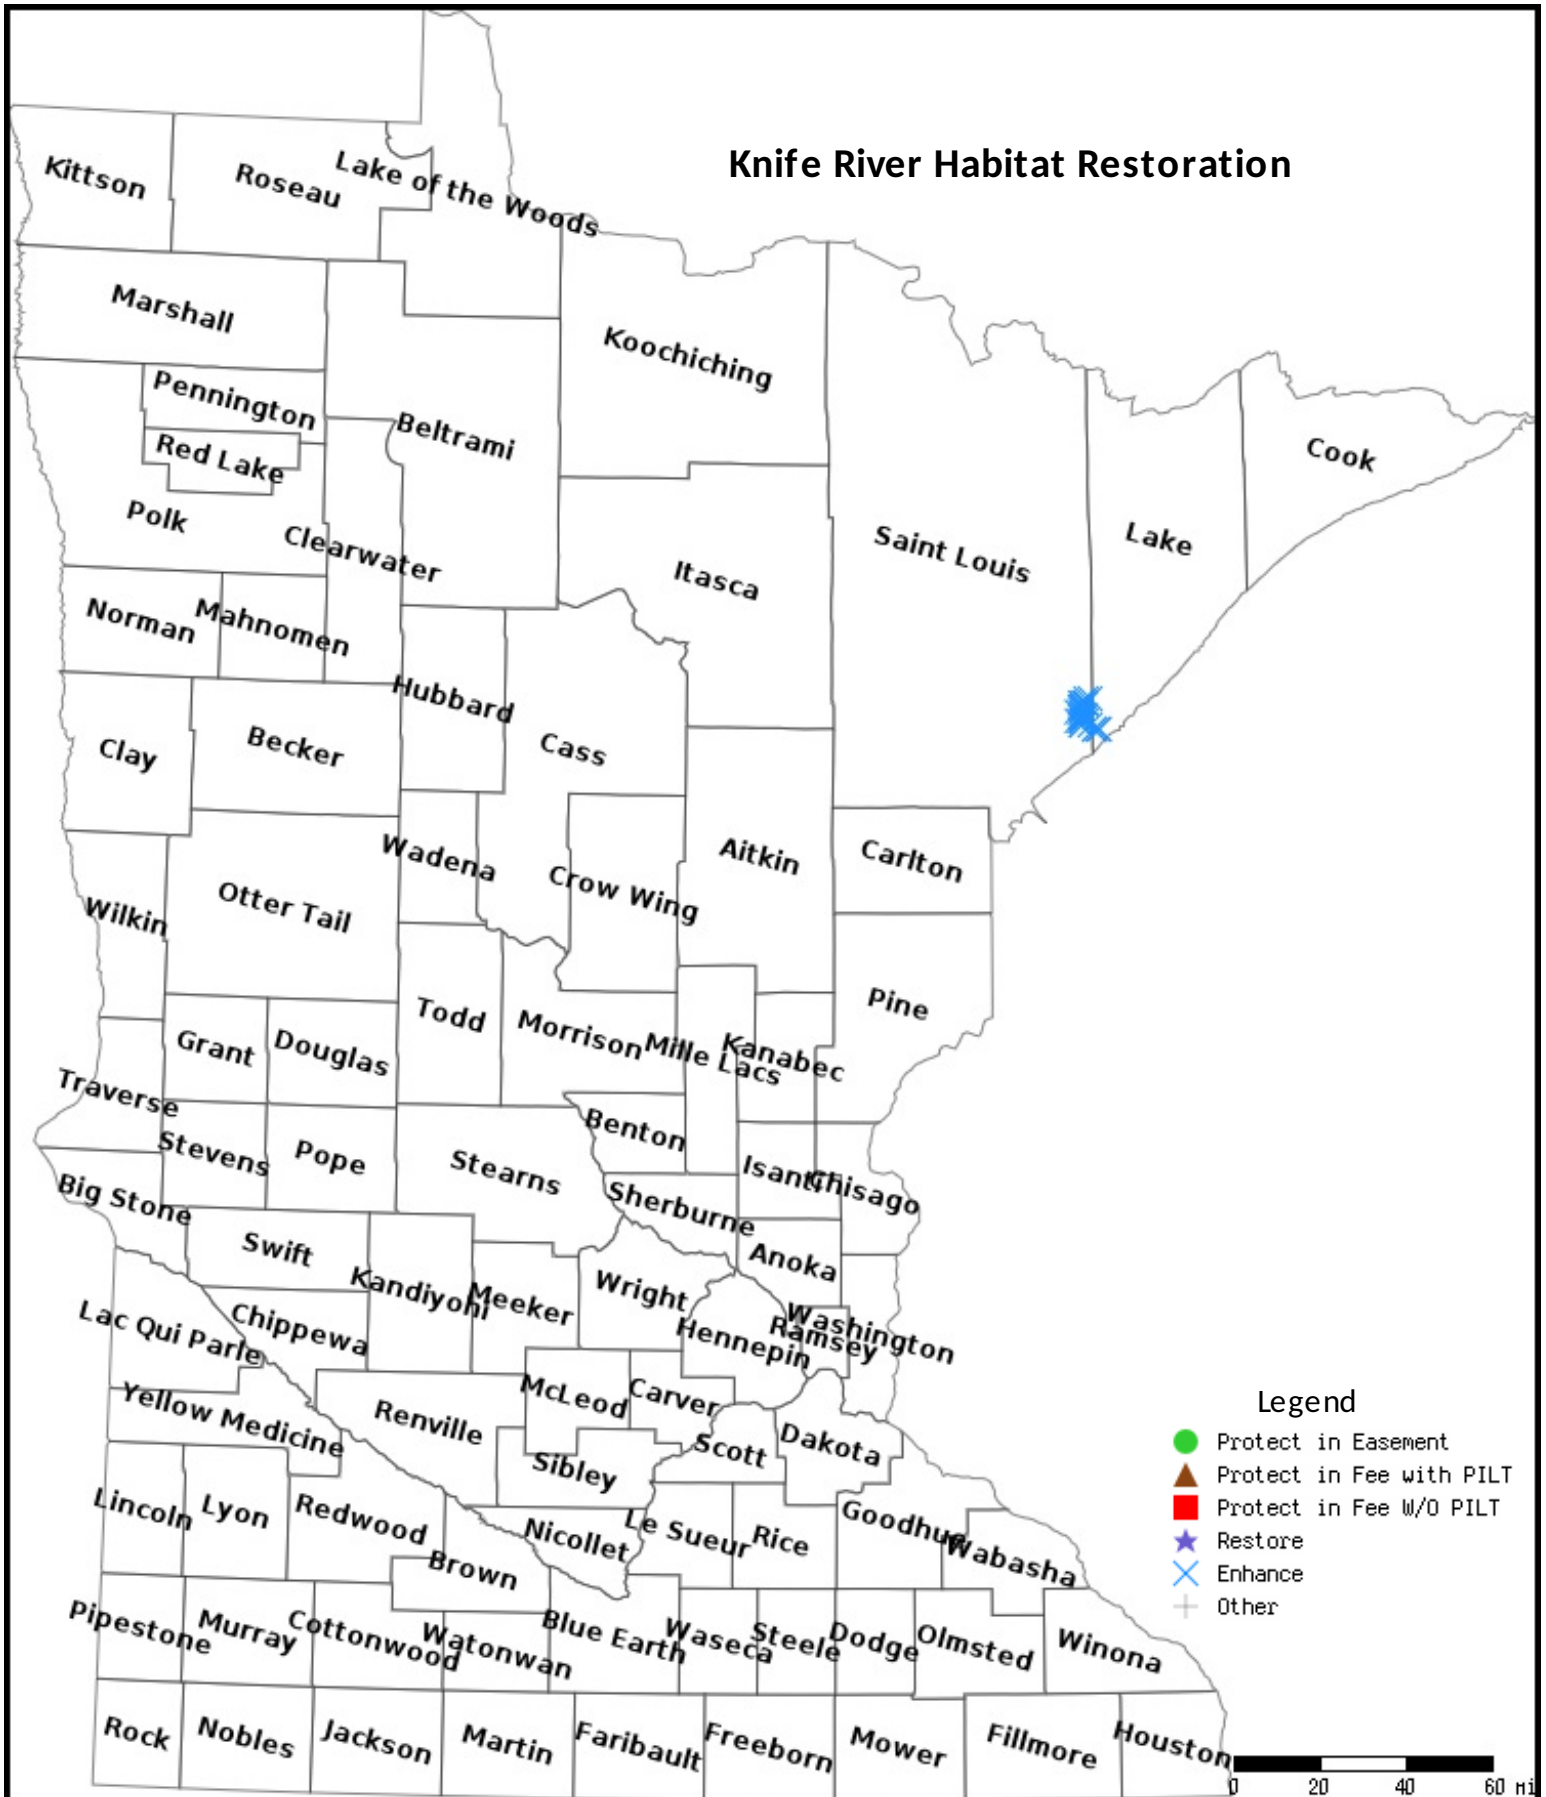 Knife River Habitat Restoration
Kittson
Roseau
Lake of the Woods
Marshall
Koochiching
Pennington
Beltrami
Red Lake
Cook
Polk
Clearwater
Saint Louis
Lake
Itasca
Norman
Mahnomen
Hubbard
Clay
Becker
Cass
Wadena
Aitkin
Carlton
Crow Wing
Otter Tail
Wilkin
Pine
Todd
Morrison
Mille Lacs
Kanabec
Grant
Douglas
Traverse
Benton
Stevens
Pope
Stearns
Isanti
Chisago
Big Stone
Sherburne
Swift
Anoka
Kandiyohi
Meeker
Wright
Washington
Ramsey
Hennepin
Lac Qui Parle
Chippewa
McLeod
Carver
Yellow Medicine
Renville
Scott
Dakota
Sibley
Lincoln
Lyon
Redwood
Nicollet
Le Sueur
Rice
Goodhue
Wabasha
Brown
Pipestone
Murray
Cottonwood
Watonwan
Blue Earth
Waseca
Steele
Dodge
Olmsted
Winona
Rock
Nobles
Jackson
Martin
Faribault
Freeborn
Mower
Fillmore
Houston
Legend
Protect in Easement
Protect in Fee with PILT
Protect in Fee W/O PILT
Restore
Enhance
Other
0 20 40 60 mi